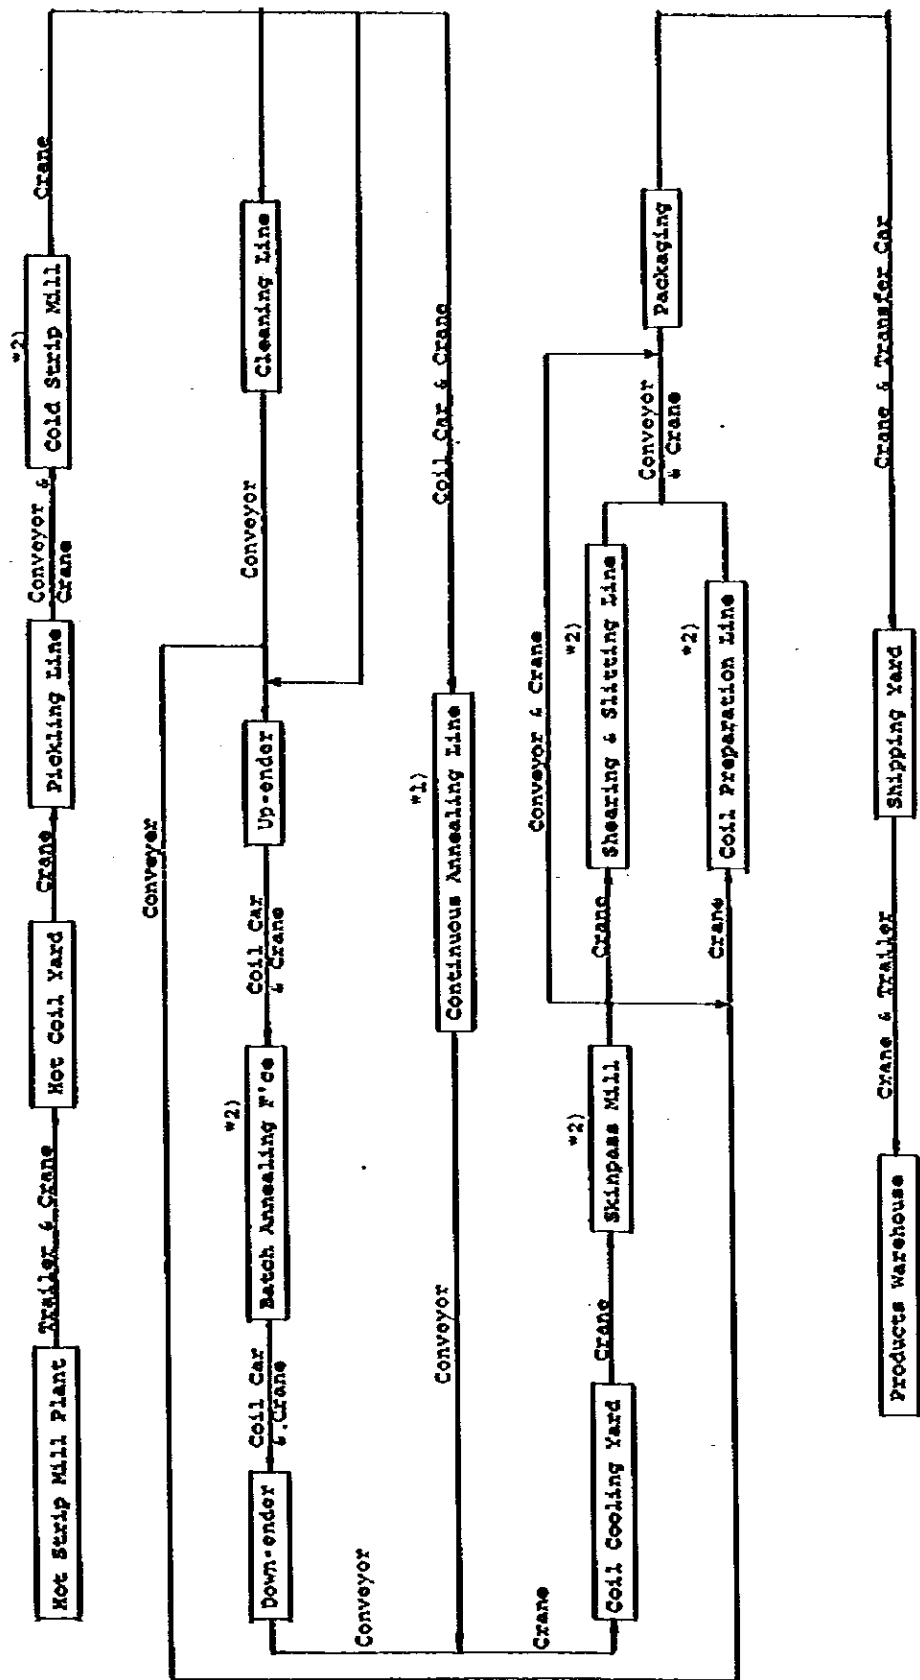 Hot Strip Mill Plant
Trailer & Crane
Hot Coil Yard
Crane
Pickling Line
Conveyor &
Crane
*2)
Cold Strip Mill
Crane
Conveyer
Down-ender
Coil Car
& Crane
*2)
Batch Annealing F'ce
Coil Car
& Crane
Up-ender
Conveyor
Cleaning Line
Conveyor
Conveyor
*1)
Continuous Annealing Line
Coil Car & Crane
Crane
Coil Cooling Yard
Crane
*2)
Skinpass Mill
Crane
*2)
Shearing & Slitting Line
Conveyor & Crane
Conveyor
& Crane
Packaging
Crane
*2)
Coil Preparation Line
Products Warehouse
Crane & Trailer
Shipping Yard
Crane & Transfer Car